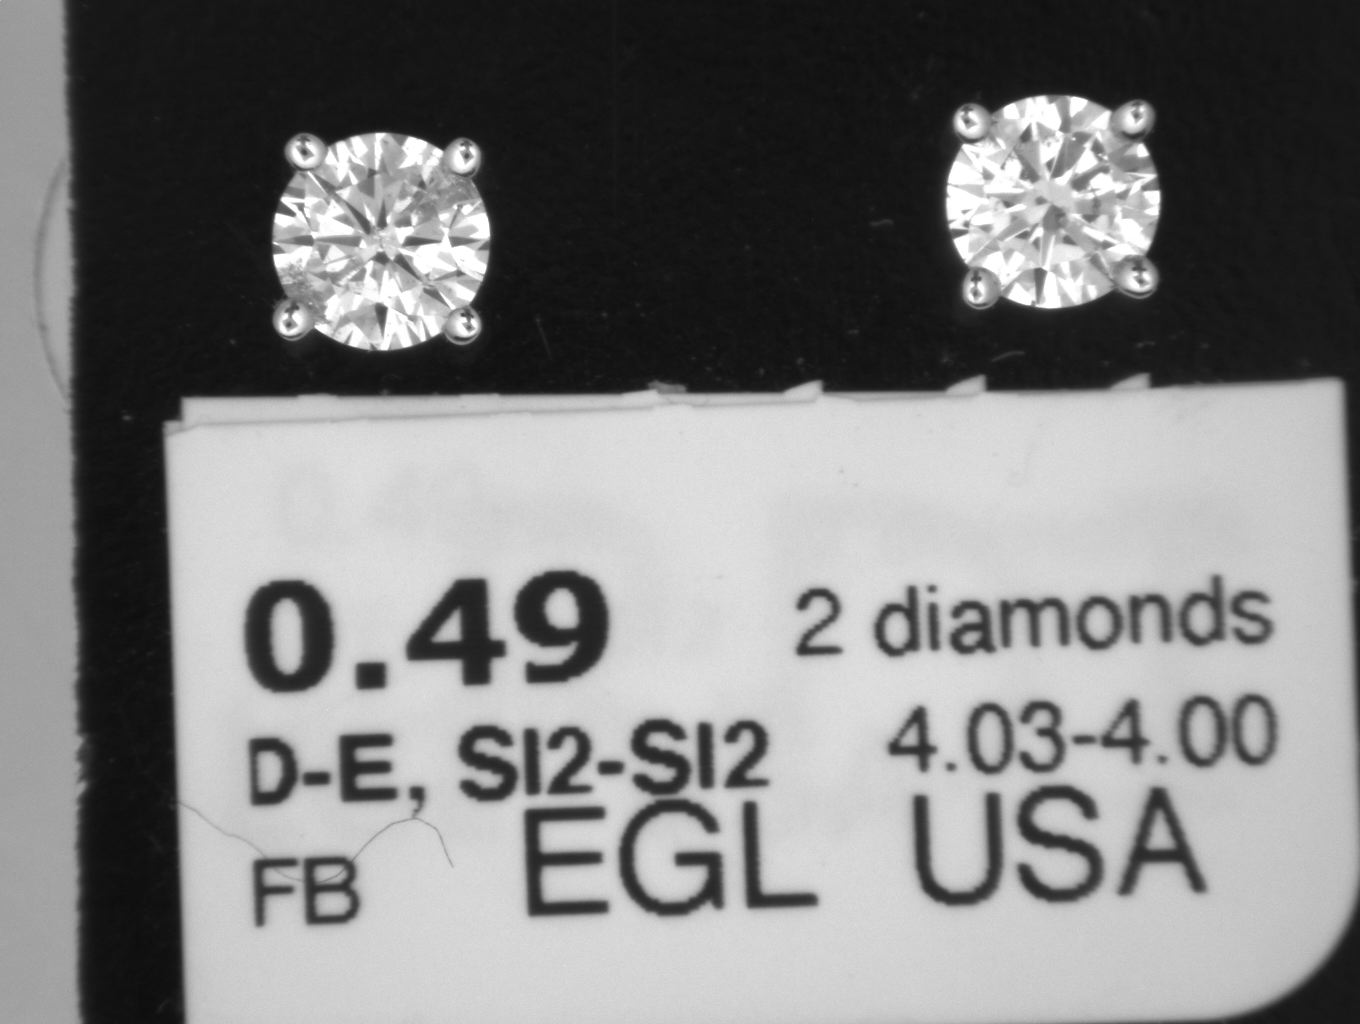 0.49 2 diamonds
D-E, SI2-SI2 4.03-4.00
FB EGL USA